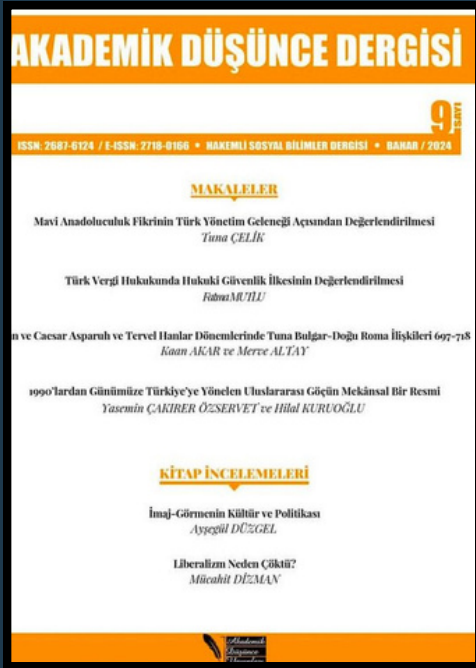 AKADEMİK DÜŞÜNCE DERGİSİ
9
SAYI
ISSN: 2687-6124 / E-ISSN: 2718-0166 • HAKEMLİ SOSYAL BİLİMLER DERGİSİ • BAHAR / 2024
MAKALELER
Mavi Anadoluculuk Fikrinin Türk Yönetim Geleneği Açısından Değerlendirilmesi
Tuna ÇELİK
Türk Vergi Hukukunda Hukuki Güvenlik İlkesinin Değerlendirilmesi
Fatma MUTLU
n ve Caesar Asparuh ve Tervel Hanlar Dönemlerinde Tuna Bulgar-Doğu Roma İlişkileri 697-718
Kaan AKAR ve Merve ALTAY
1990'lardan Günümüze Türkiye'ye Yönelen Uluslararası Göçün Mekânsal Bir Resmi
Yasemin ÇAKIRER ÖZSERVET ve Hilal KURUOĞLU
KİTAP İNCELEMELERİ
İmaj-Görmenin Kültür ve Politikası
Ayşegül DÜZGEL
Liberalizm Neden Çöktü?
Mücahit DİZMAN
Akademik
Düşünce